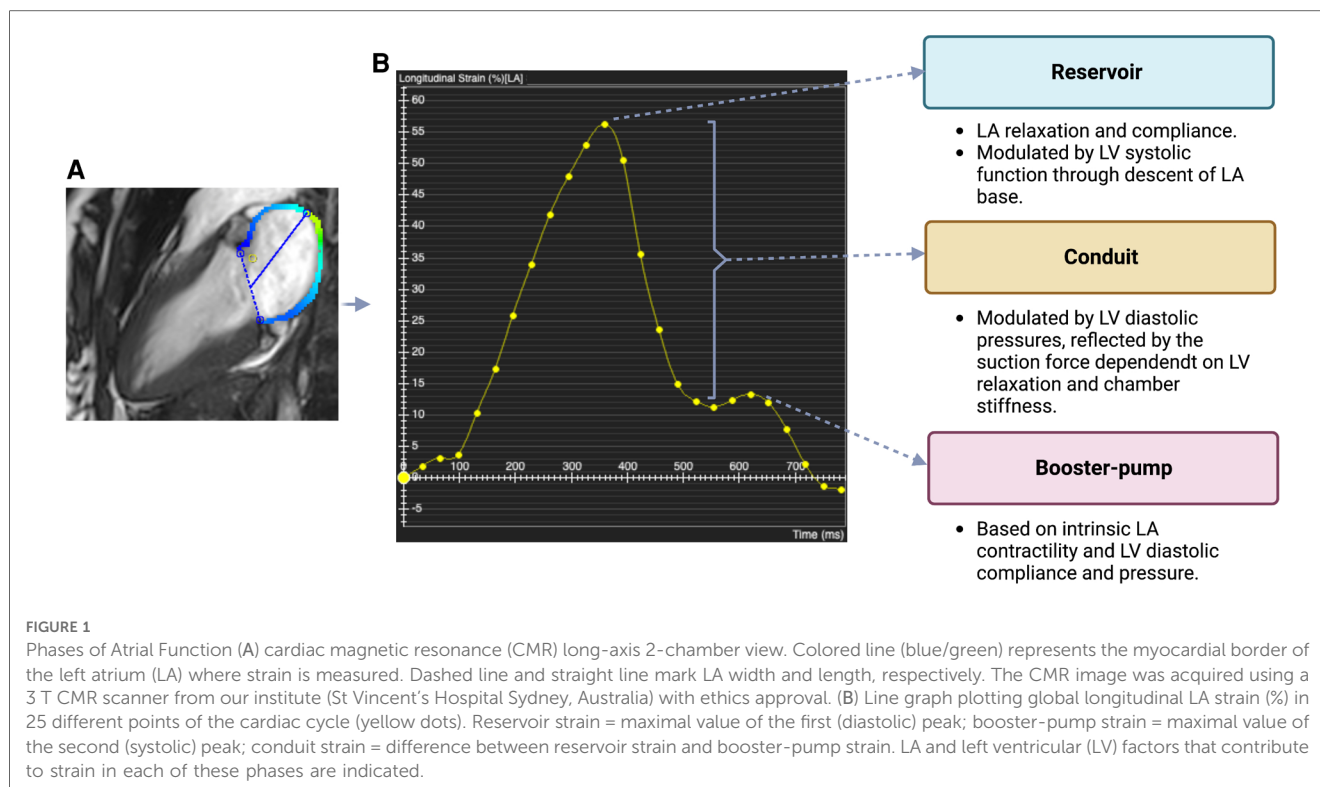 A
B
Longitudinal Strain (%)[LA]
60
55
50
45
40
35
30
25
20
15
10
5
0
-5
0
100
200
300
400
500
600
700
Time (ms)
Reservoir
• LA relaxation and compliance.
• Modulated by LV systolic
function through descent of LA
base.
Conduit
• Modulated by LV diastolic
pressures, reflected by the
suction force dependendt on LV
relaxation and chamber
stiffness.
Booster-pump
• Based on intrinsic LA
contractility and LV diastolic
compliance and pressure.
FIGURE 1
Phases of Atrial Function (A) cardiac magnetic resonance (CMR) long-axis 2-chamber view. Colored line (blue/green) represents the myocardial border of
the left atrium (LA) where strain is measured. Dashed line and straight line mark LA width and length, respectively. The CMR image was acquired using a
3 T CMR scanner from our institute (St Vincent's Hospital Sydney, Australia) with ethics approval. (B) Line graph plotting global longitudinal LA strain (%) in
25 different points of the cardiac cycle (yellow dots). Reservoir strain = maximal value of the first (diastolic) peak; booster-pump strain = maximal value of
the second (systolic) peak; conduit strain = difference between reservoir strain and booster-pump strain. LA and left ventricular (LV) factors that contribute
to strain in each of these phases are indicated.